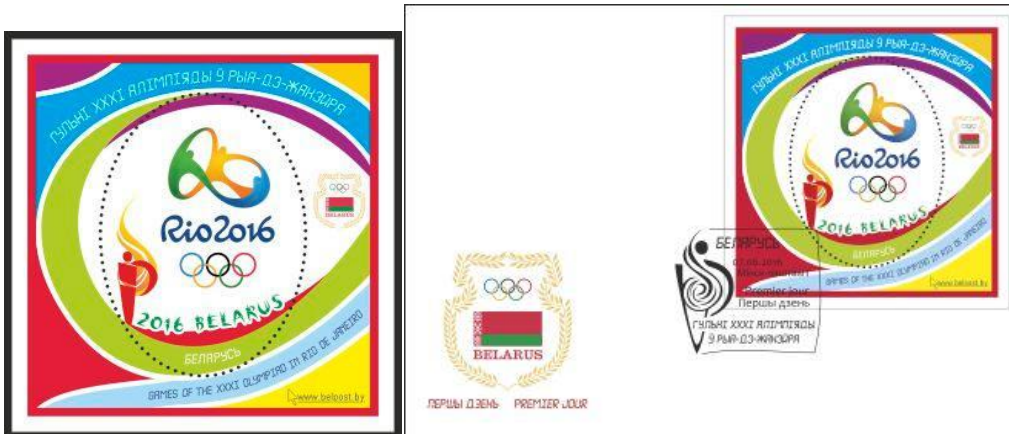 ГУЛЬНІ XXXI АЛІМПІЯДЫ Ў РЫА-ДЭ-ЖАНЭЙРА
Rio2016
BELARUS
2016 BELARUS
БЕЛАРУСЬ
GAMES OF THE XXXI OLYMPIAD IN RIO DE JANEIRO
www.belpost.by
ГУЛЬНІ XXXI АЛІМПІЯДЫ Ў РЫА-ДЭ-ЖАНЭЙРА
Rio2016
2016 BELARUS
БЕЛАРУСЬ
GAMES OF THE XXXI OLYMPIAD IN RIO DE JANEIRO
www.belpost.by
БЕЛАРУСЬ
Мінск-паштамт
Premier jour
Першы дзень
ГУЛЬНІ XXXI АЛІМПІЯДЫ
Ў РЫА-ДЭ-ЖАНЭЙРА
BELARUS
ПЕРШЫ ДЗЕНЬ PREMIER JOUR